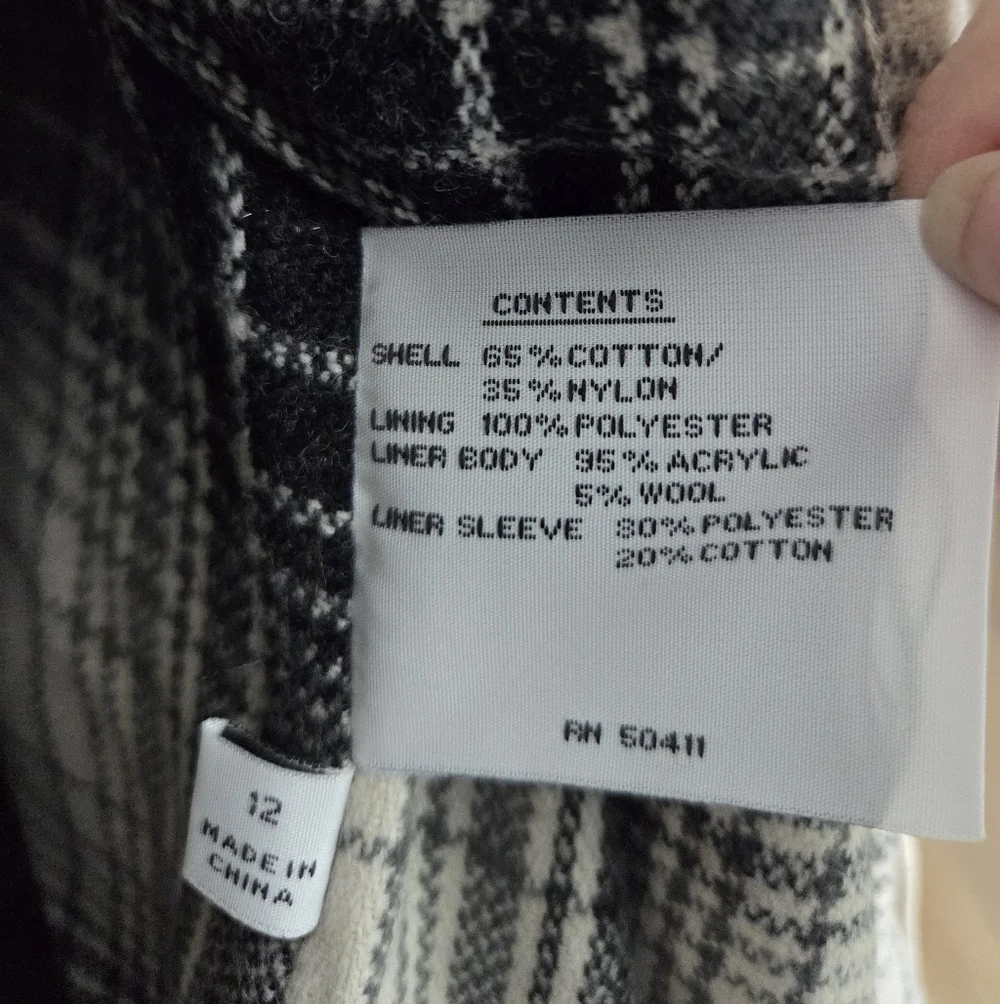 CONTENTS
SHELL 65% COTTON/
35% NYLON
LINING 100% POLYESTER
LINER BODY 95% ACRYLIC
5% WOOL
LINER SLEEVE 80% POLYESTER
20% COTTON
RN 50411
12
MADE IN
CHINA